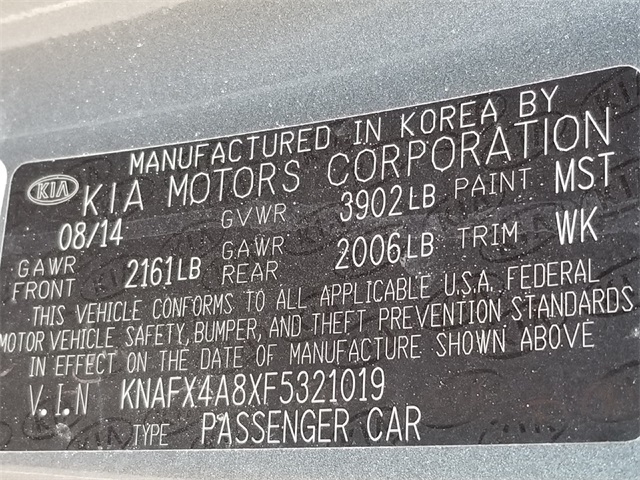 MANUFACTURED IN KOREA BY
KIA KIA MOTORS CORPORATION
08/14 GVWR 3902LB PAINT MST
GAWR FRONT 2161LB GAWR REAR 2006LB TRIM WK
THIS VEHICLE CONFORMS TO ALL APPLICABLE U.S.A. FEDERAL
MOTOR VEHICLE SAFETY, BUMPER, AND THEFT PREVENTION STANDARDS
IN EFFECT ON THE DATE OF MANUFACTURE SHOWN ABOVE
V.I.N KNAFX4A8XF5321019
TYPE PASSENGER CAR